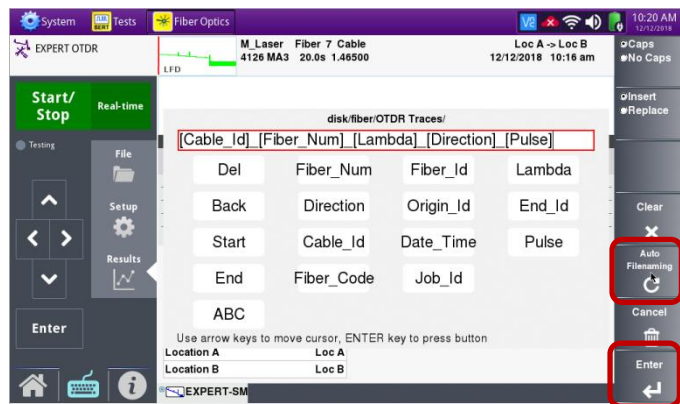 System Tests Fiber Optics 10:20 AM
12/12/2018
EXPERT OTDR
LFD
M_Laser Fiber 7 Cable
4126 MA3 20.0s 1.46500
Loc A -> Loc B
12/12/2018 10:16 am
Caps
No Caps
Start/
Stop
Real-time
Insert
Replace
disk/fiber/OTDR Traces/
[Cable_Id]_[Fiber_Num]_[Lambda]_[Direction]_[Pulse]
Testing
File
Setup
Results
Enter
Del Fiber_Num Fiber_Id Lambda
Back Direction Origin_Id End_Id
Start Cable_Id Date_Time Pulse
End Fiber_Code Job_Id
ABC
Use arrow keys to move cursor, ENTER key to press button
Location A Loc A
Location B Loc B
EXPERT-SM
Clear
Auto
Filenaming
Cancel
Enter